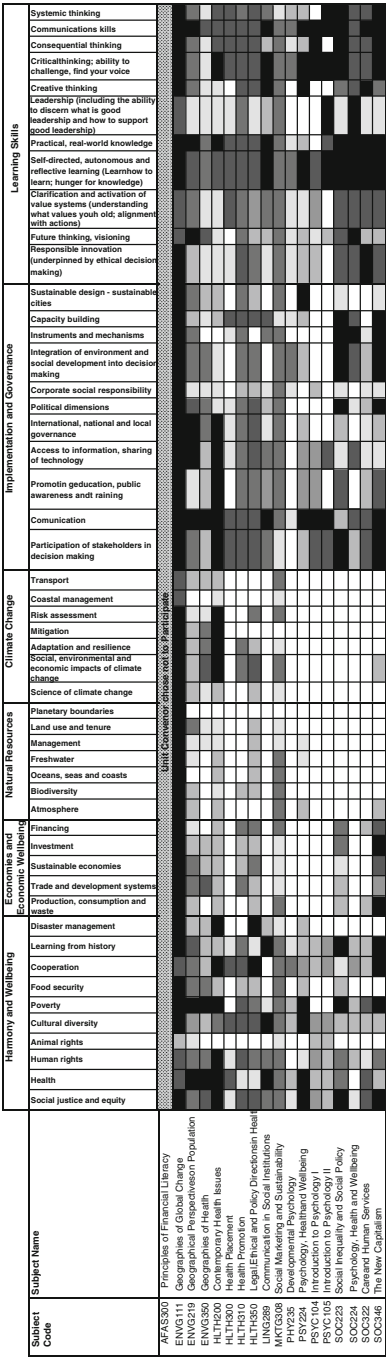 Learning Skills
Systemic thinking
Communications kills
Consequential thinking
Criticalthinking; ability to
challenge, find your voice
Creative thinking
Leadership (including the ability
to discern what is good
leadership and how to support
good leadership)
Practical, real-world knowledge
Self-directed, autonomous and
reflective learning (Learnhow to
learn; hunger for knowledge)
Clarification and activation of
value systems (understanding
what values youh old; alignment
with actions)
Future thinking, visioning
Responsible innovation
(underpinned by ethical decision
making)
Implementation and Governance
Sustainable design - sustainable
cities
Capacity building
Instruments and mechanisms
Integration of environment and
social development into decision
making
Corporate social responsibility
Political dimensions
International, national and local
governance
Access to information, sharing
of technology
Promotin geducation, public
awareness andt raining
Comunication
Participation of stakeholders in
decision making
Climate Change
Transport
Coastal management
Risk assessment
Mitigation
Adaptation and resilience
Social, environmental and
economic impacts of climate
change
Science of climate change
Natural Resources
Planetary boundaries
Land use and tenure
Management
Freshwater
Oceans, seas and coasts
Biodiversity
Atmosphere
Economies and
Economic Wellbeing
Financing
Investment
Sustainable economies
Trade and development systems
Production, consumption and
waste
Harmony and Wellbeing
Disaster management
Learning from history
Cooperation
Food security
Poverty
Cultural diversity
Animal rights
Human rights
Health
Social justice and equity
Unit Convenor chose not to Participate
Subject
Code
Subject Name
AFAS300 Principles of Financial Literacy
ENVG111 Geographies of Global Change
ENVG219 Geographical Perspectiveson Population
ENVG350 Geographies of Heatlh
HLTH200 Contemporary Health Issues
HLTH300 Health Placement
HLTH310 Health Promotion
HLTH350 Legal,Ethical and Policy Directionsin Healt
LING289 Communication in Social Institutions
MKTG308 Social Marketing and Sustainability
PHY235 Developmental Psychology
PSY224 Psychology, Healthand Wellbeing
PSYC104 Introduction to Psychology I
PSYC105 Introduction to Psychology II
SOC223 Social Inequality and Social Policy
SOC224 Psychology, Health and Wellbeing
SOC322 Careand Human Services
SOC346 The New Capitalism